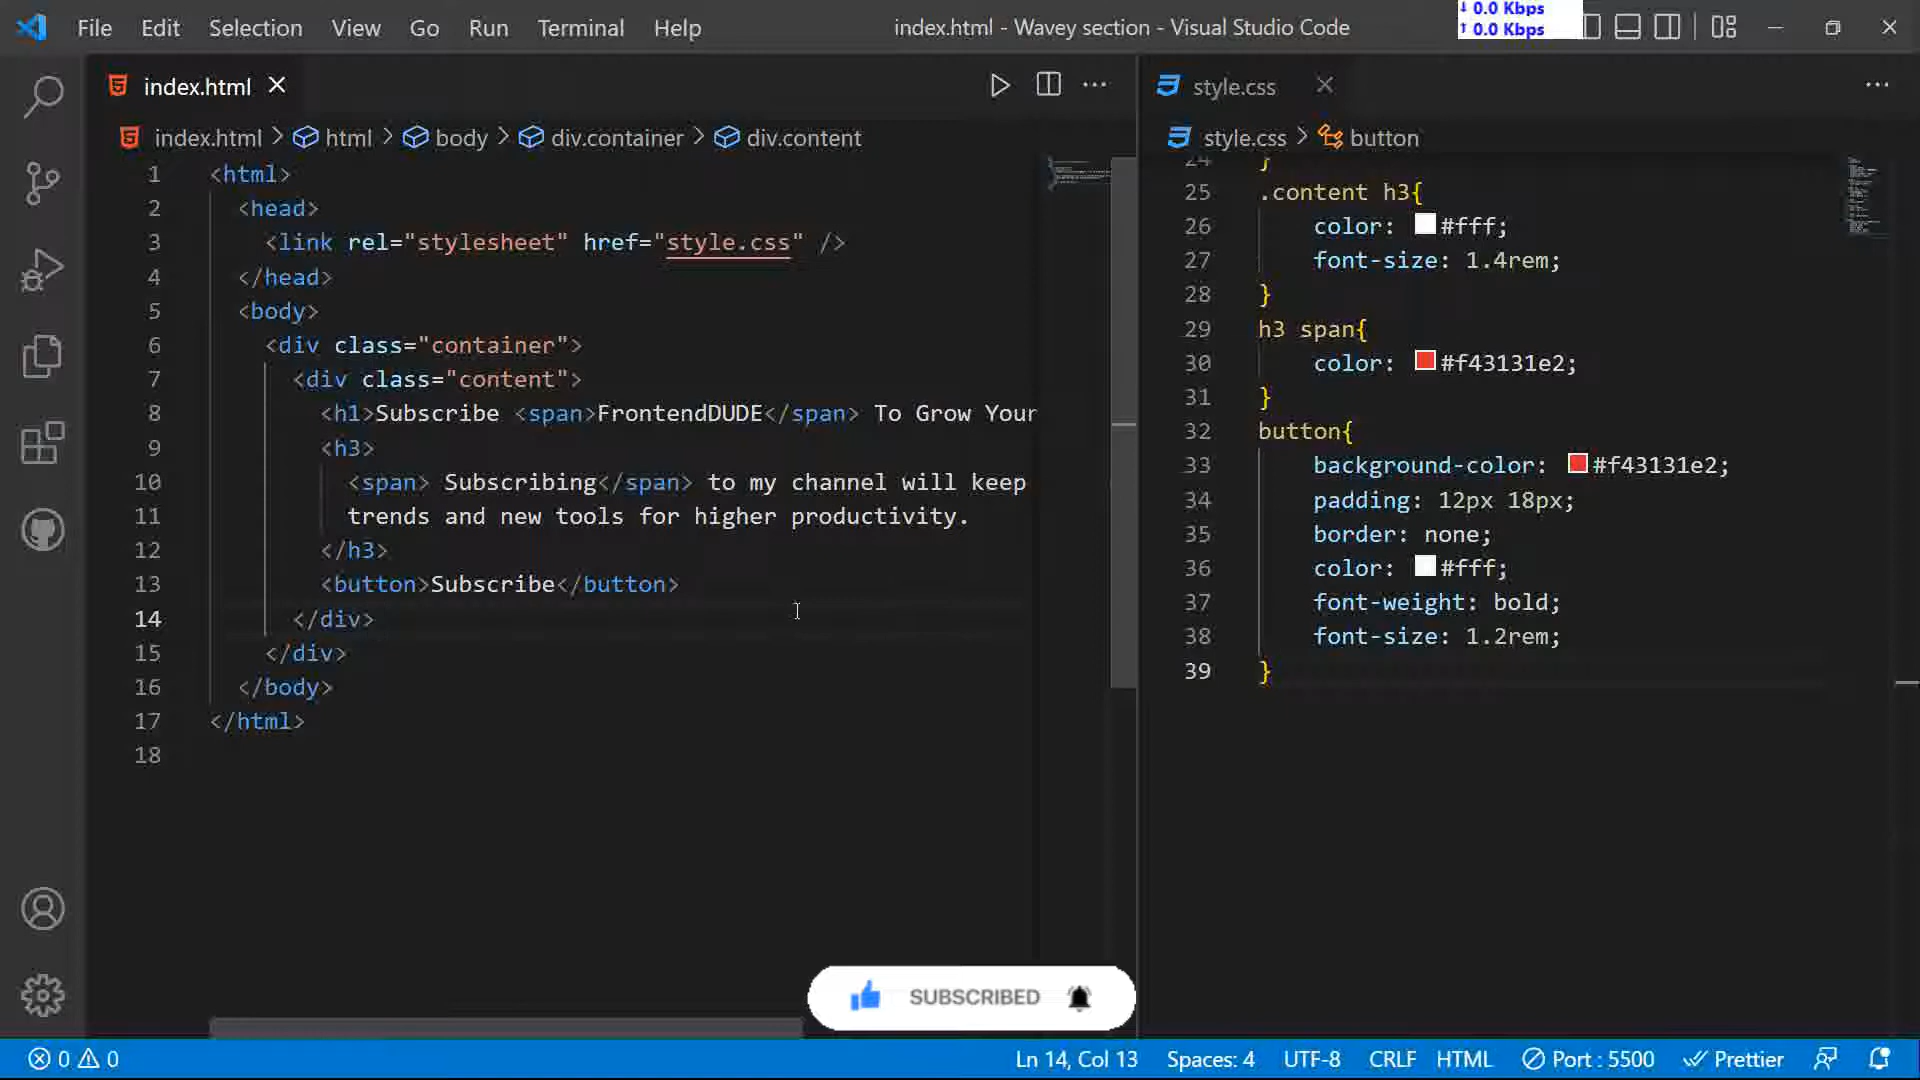 File Edit Selection View Go Run Terminal Help
index.html - Wavey section - Visual Studio Code
↓ 0.0 Kbps
↑ 0.0 Kbps
index.html
index.html > html > body > div.container > div.content
1 <html>
2 <head>
3 <link rel="stylesheet" href="style.css" />
4 </head>
5 <body>
6 <div class="container">
7 <div class="content">
8 <h1>Subscribe <span>FrontendDUDE</span> To Grow Your
9 <h3>
10 <span> Subscribing</span> to my channel will keep
11 trends and new tools for higher productivity.
12 </h3>
13 <button>Subscribe</button>
14 </div>
15 </div>
16 </body>
17 </html>
18
style.css
style.css > button
24 }
25 .content h3{
26 color: #fff;
27 font-size: 1.4rem;
28 }
29 h3 span{
30 color: #f43131e2;
31 }
32 button{
33 background-color: #f43131e2;
34 padding: 12px 18px;
35 border: none;
36 color: #fff;
37 font-weight: bold;
38 font-size: 1.2rem;
39 }
SUBSCRIBED
0 0 Ln 14, Col 13 Spaces: 4 UTF-8 CRLF HTML Port : 5500 Prettier